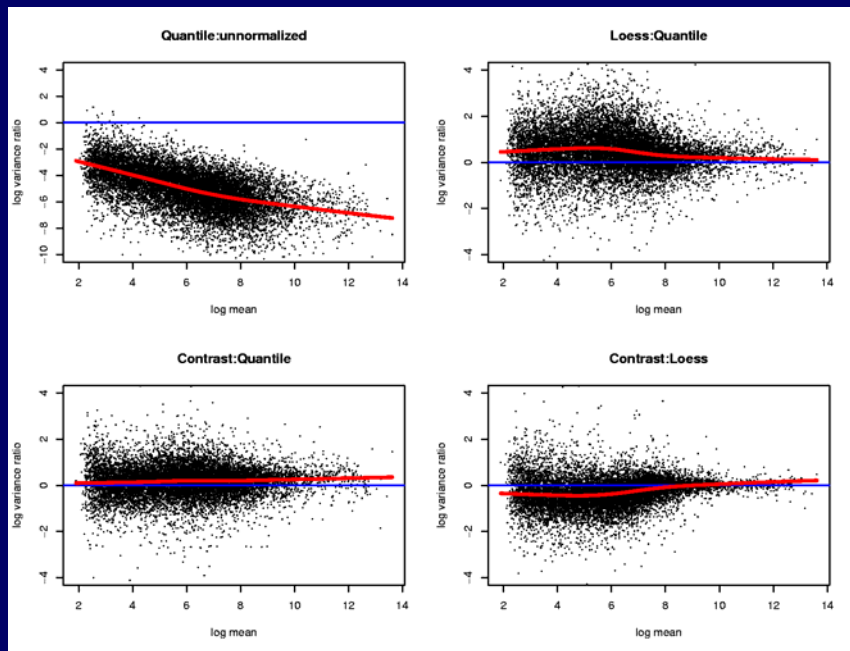 Quantile:unnormalized
log variance ratio
4
2
0
-2
-4
-6
-8
-10
2 4 6 8 10 12 14
log mean
Loess:Quantile
log variance ratio
4
2
0
-2
-4
2 4 6 8 10 12 14
log mean
Contrast:Quantile
log variance ratio
4
2
0
-2
-4
2 4 6 8 10 12 14
log mean
Contrast:Loess
log variance ratio
4
2
0
-2
-4
2 4 6 8 10 12 14
log mean